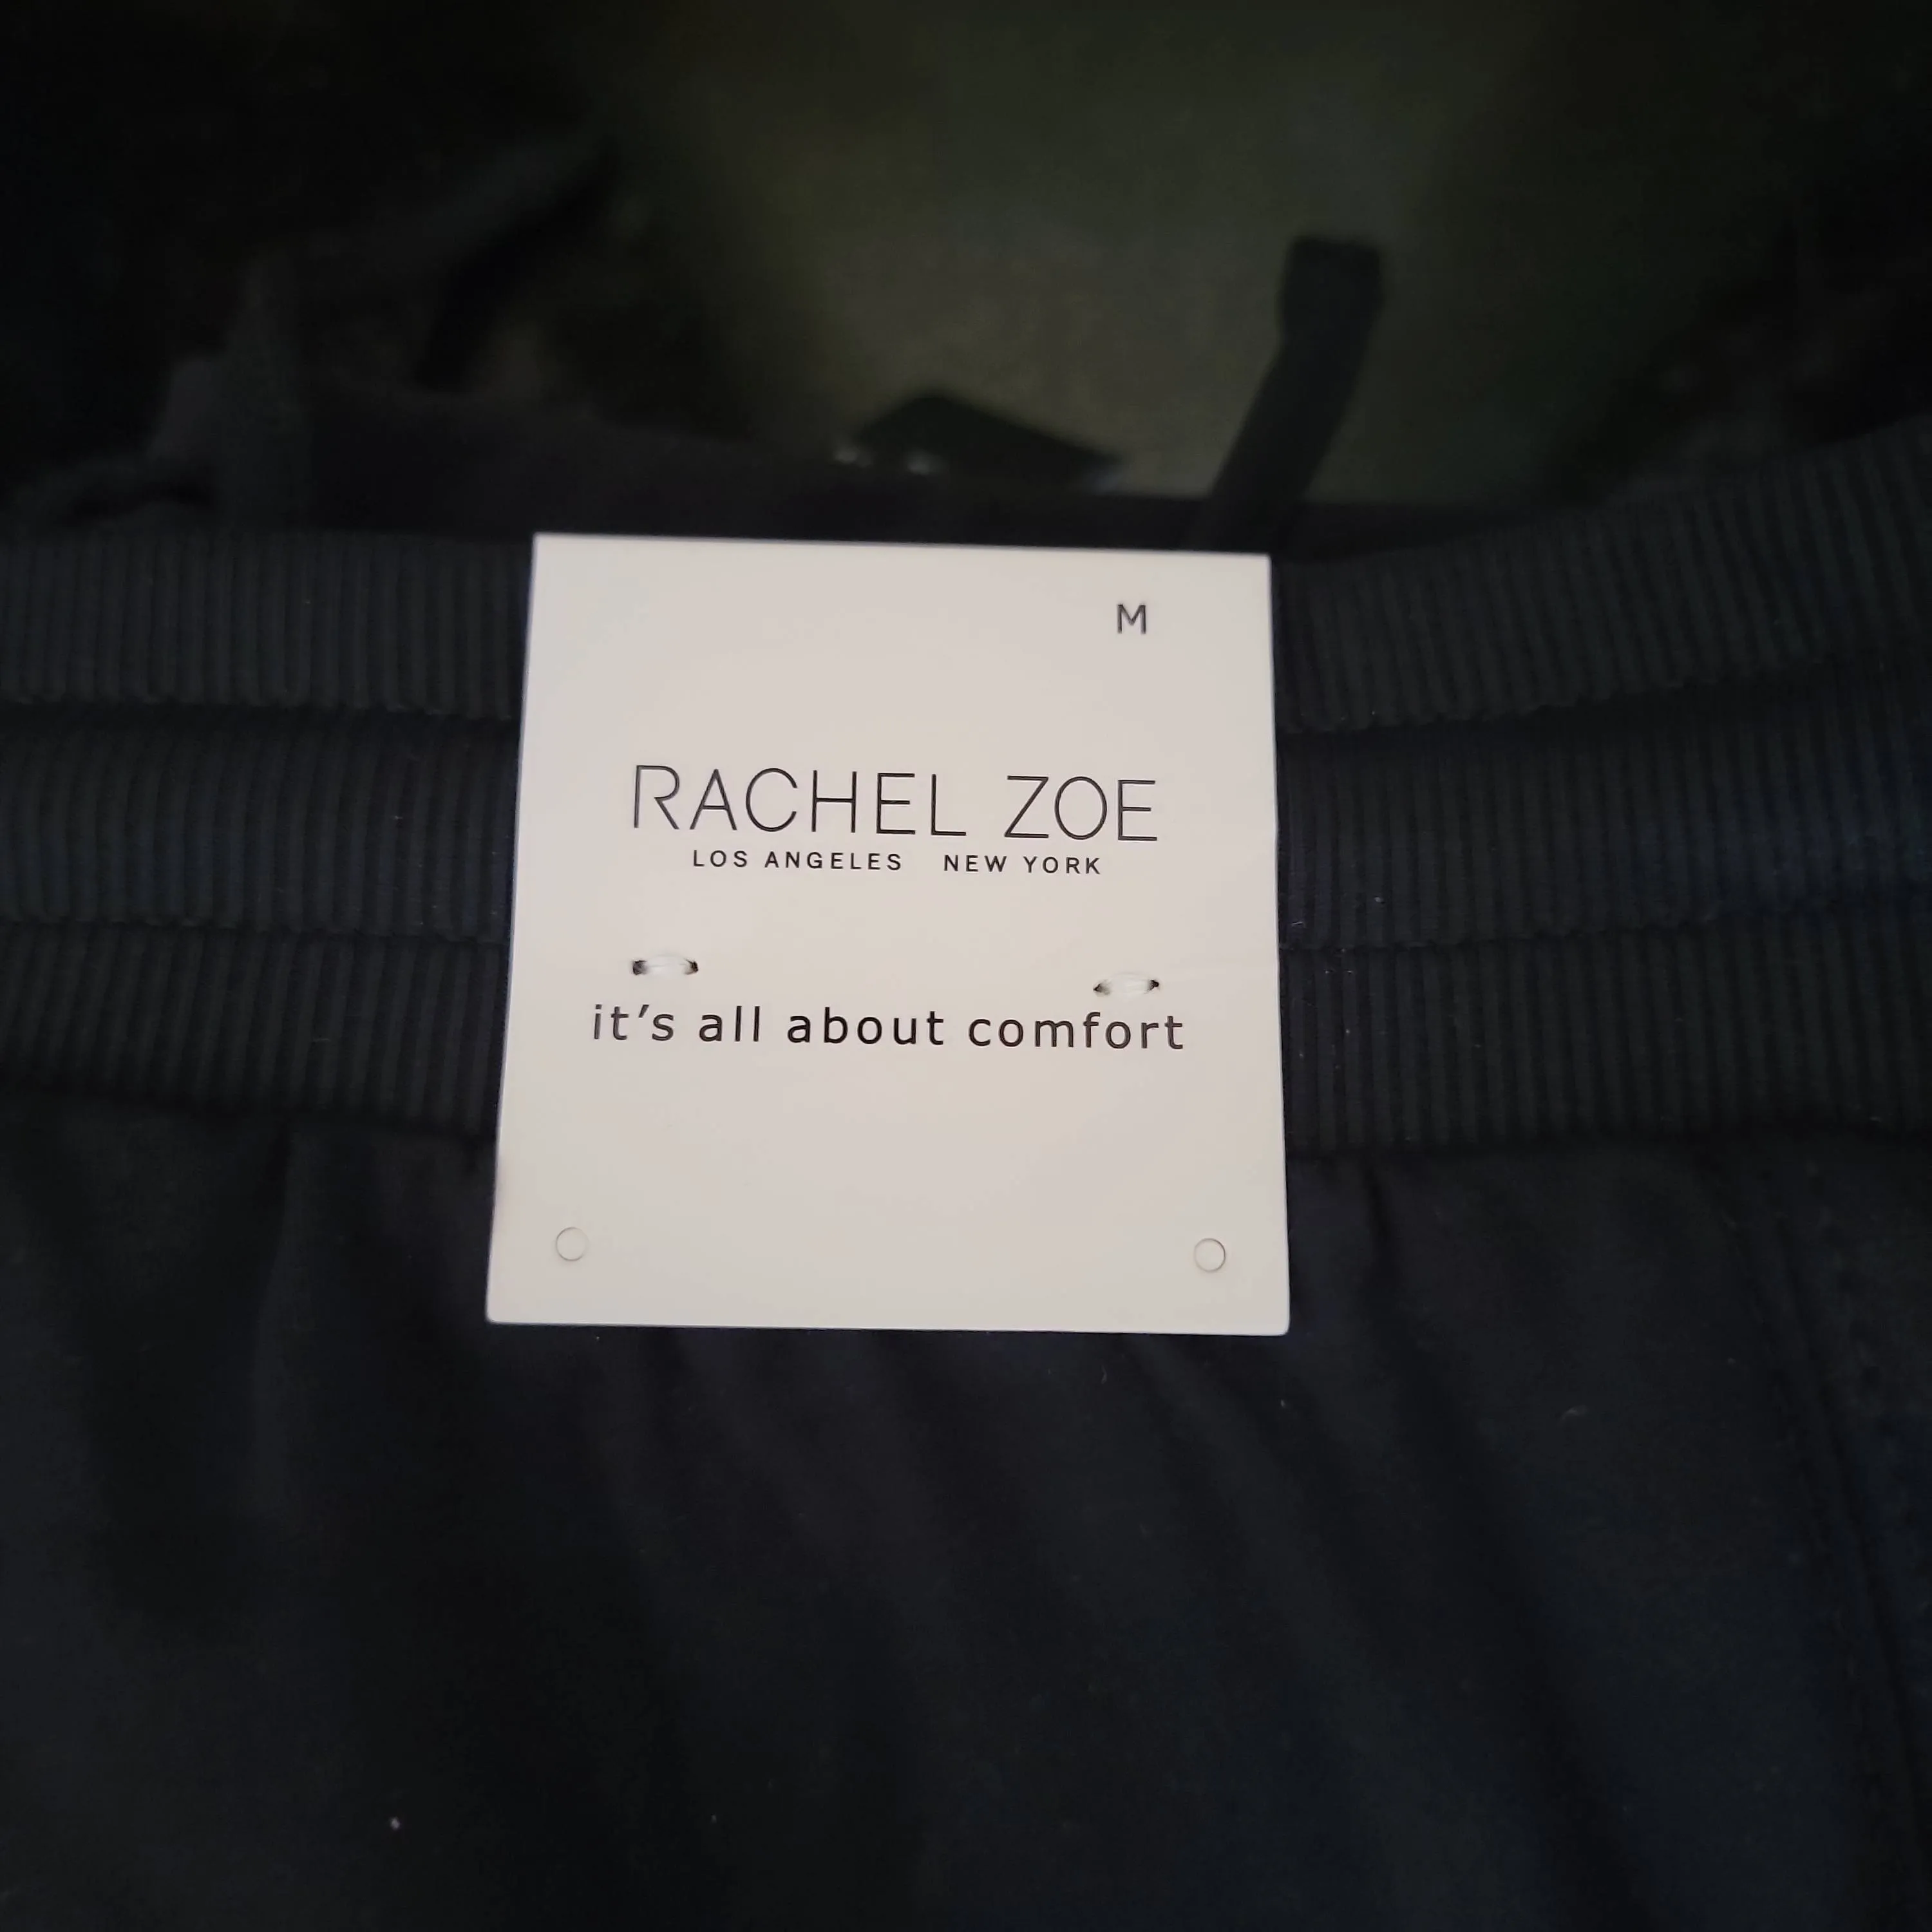 M
RACHEL ZOE
LOS ANGELES NEW YORK
it's all about comfort